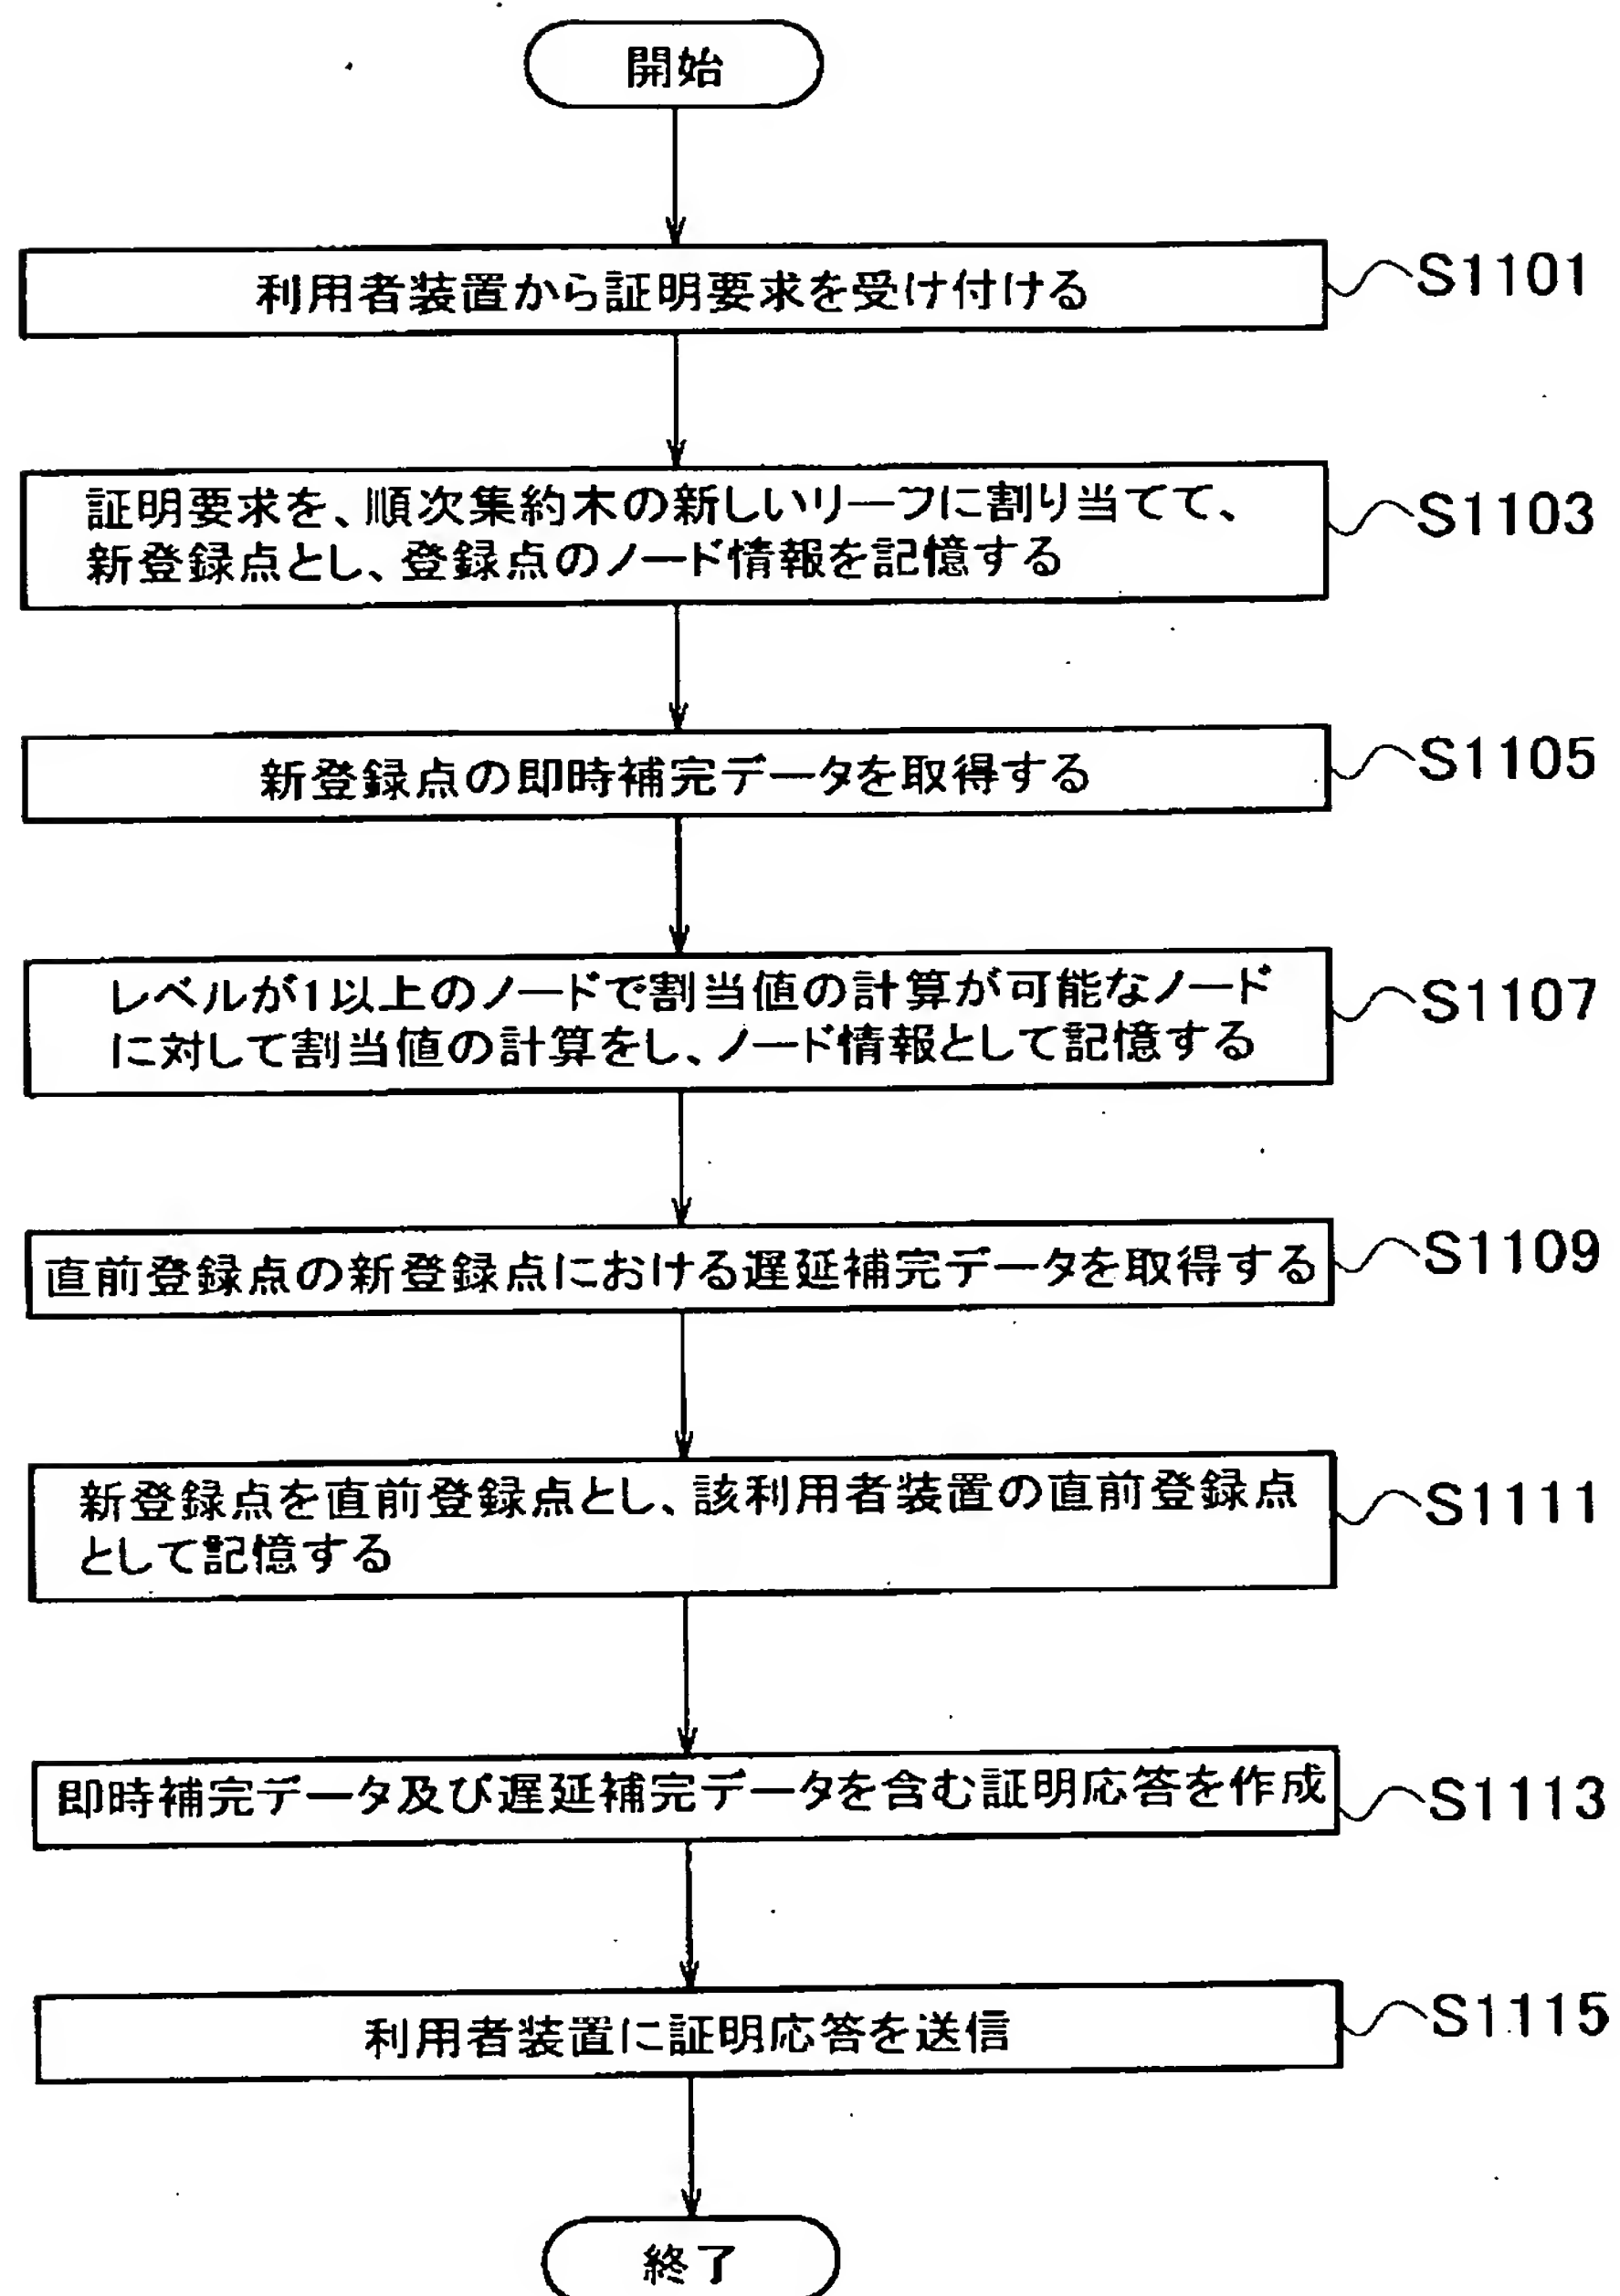 開始
利用者装置から証明要求を受け付ける
S1101
証明要求を、順次集約木の新しいリーフに割り当てて、
新登録点とし、登録点のノード情報を記憶する
S1103
新登録点の即時補完データを取得する
S1105
レベルが1以上のノードで割当値の計算が可能なノード
に対して割当値の計算をし、ノード情報として記憶する
S1107
直前登録点の新登録点における遅延補完データを取得する
S1109
新登録点を直前登録点とし、該利用者装置の直前登録点
として記憶する
S1111
即時補完データ及び遅延補完データを含む証明応答を作成
S1113
利用者装置に証明応答を送信
S1115
終了